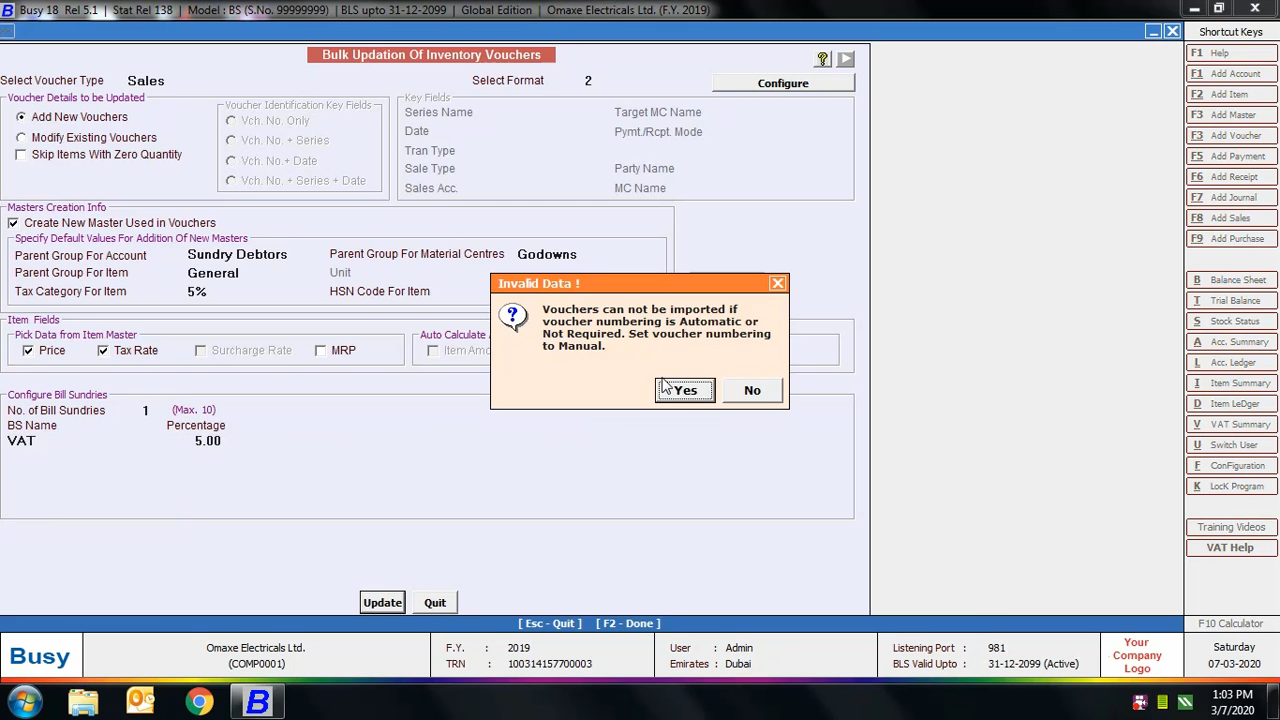 Busy 18 Rel 5.1 | Stat Rel 138 | Model : BS (S.No. 99999999) | BLS upto 31-12-2099 | Global Edition | Omaxe Electricals Ltd. (F.Y. 2019)
Shortcut Keys
Bulk Updation Of Inventory Vouchers
?
Select Voucher Type Sales
Select Format 2
Configure
Voucher Details to be Updated
Add New Vouchers
Modify Existing Vouchers
Skip Items With Zero Quantity
Voucher Identification Key Fields
Vch. No. Only
Vch. No. + Series
Vch. No.+ Date
Vch. No. + Series + Date
Key Fields
Series Name
Target MC Name
Date
Pymt./Rcpt. Mode
Tran Type
Sale Type
Party Name
Sales Acc.
MC Name
Masters Creation Info
Create New Master Used in Vouchers
Specify Default Values For Addition Of New Masters
Parent Group For Account Sundry Debtors
Parent Group For Material Centres Godowns
Parent Group For Item General
Unit
Tax Category For Item 5%
HSN Code For Item
Item Fields
Pick Data from Item Master
Price
Tax Rate
Surcharge Rate
MRP
Auto Calculate
Item Amo
Invalid Data !
Vouchers can not be imported if
voucher numbering is Automatic or
Not Required. Set voucher numbering
to Manual.
Yes
No
Configure Bill Sundries
No. of Bill Sundries 1 (Max. 10)
BS Name Percentage
VAT 5.00
Update
Quit
[ Esc - Quit ] [ F2 - Done ]
F1 Help
F1 Add Account
F2 Add Item
F3 Add Master
F3 Add Voucher
F5 Add Payment
F6 Add Receipt
F7 Add Journal
F8 Add Sales
F9 Add Purchase
B Balance Sheet
T Trial Balance
S Stock Status
A Acc. Summary
L Acc. Ledger
I Item Summary
D Item LeDger
V VAT Summary
U Switch User
F ConFiguration
K LocK Program
Training Videos
VAT Help
F10 Calculator
Busy
Omaxe Electricals Ltd.
(COMP0001)
F.Y. : 2019
TRN : 100314157700003
User : Admin
Emirates : Dubai
Listening Port : 981
BLS Valid Upto : 31-12-2099 (Active)
Your
Company
Logo
Saturday
07-03-2020
1:03 PM
3/7/2020